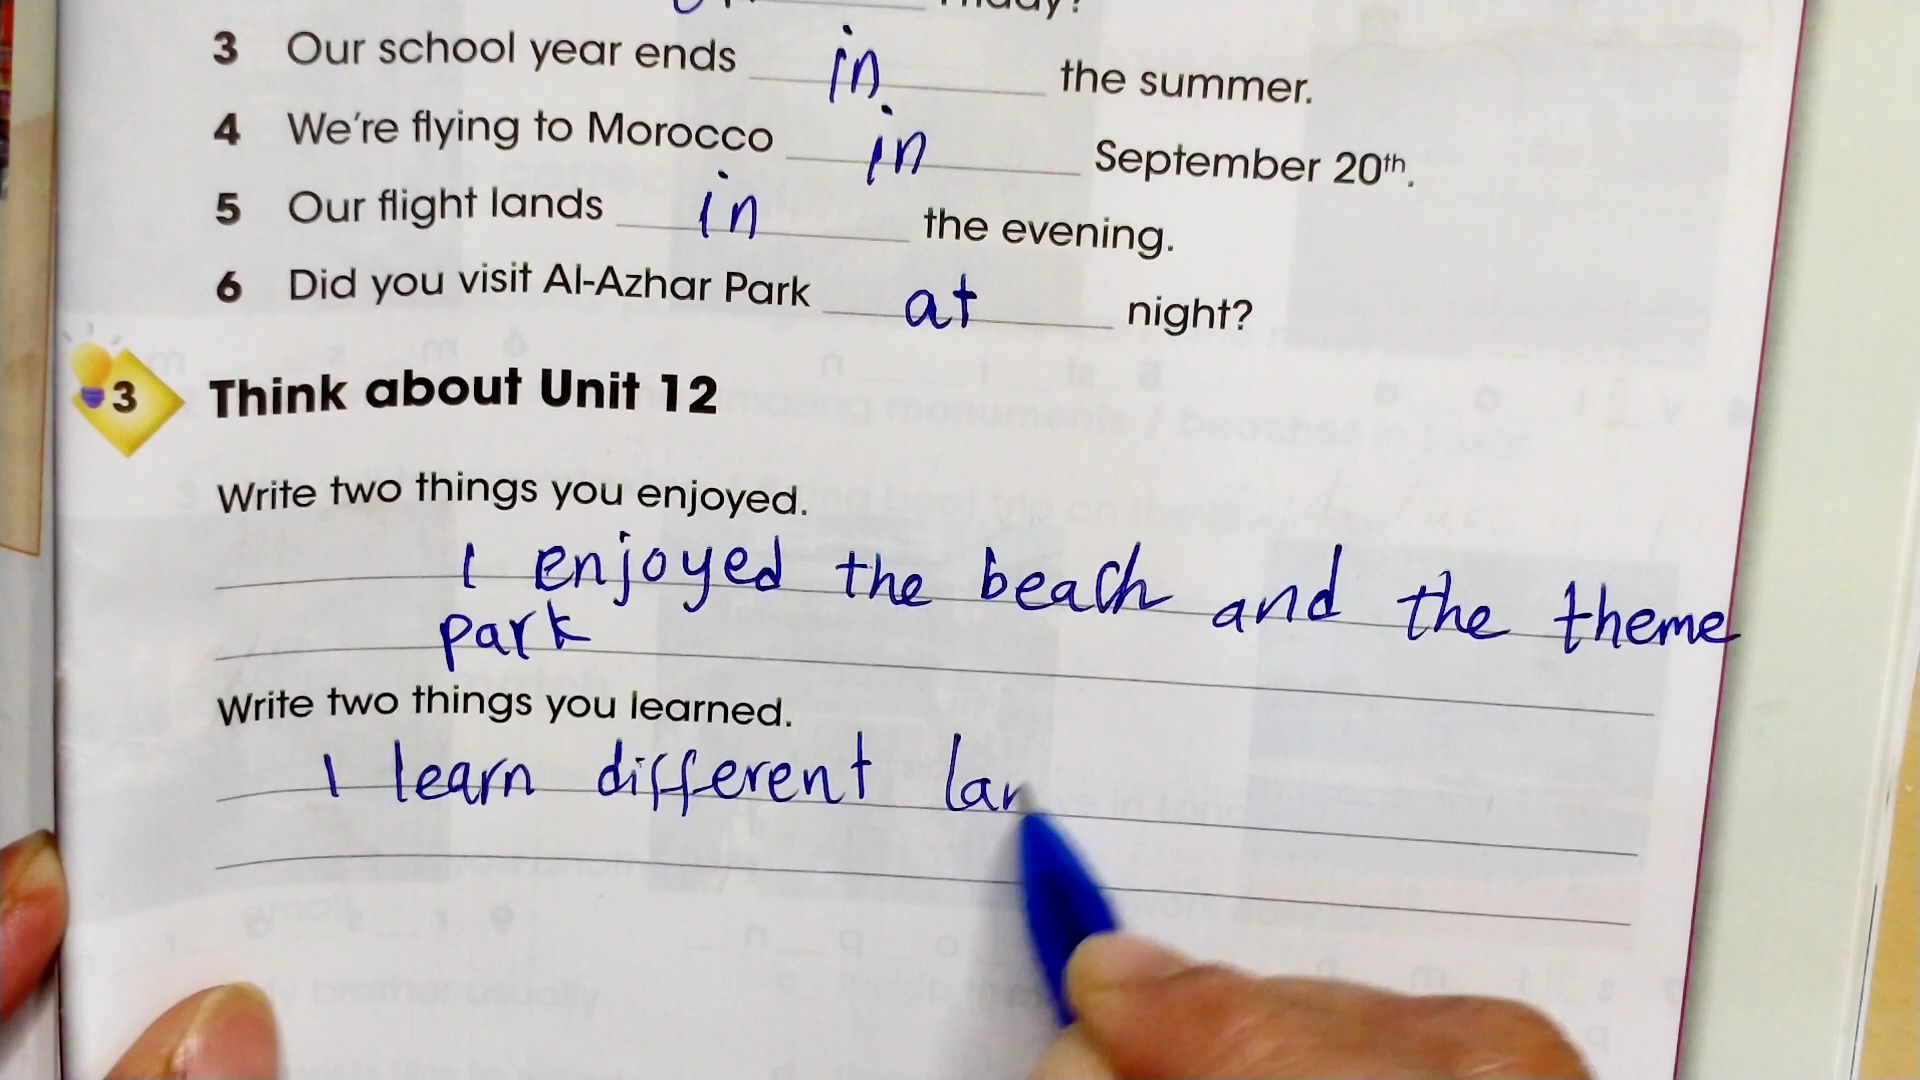 3 Our school year ends in the summer.
4 We're flying to Morocco in September 20th.
5 Our flight lands in the evening.
6 Did you visit Al-Azhar Park at night?
3 Think about Unit 12
Write two things you enjoyed.
I enjoyed the beach and the theme
park
Write two things you learned.
I learn different lan